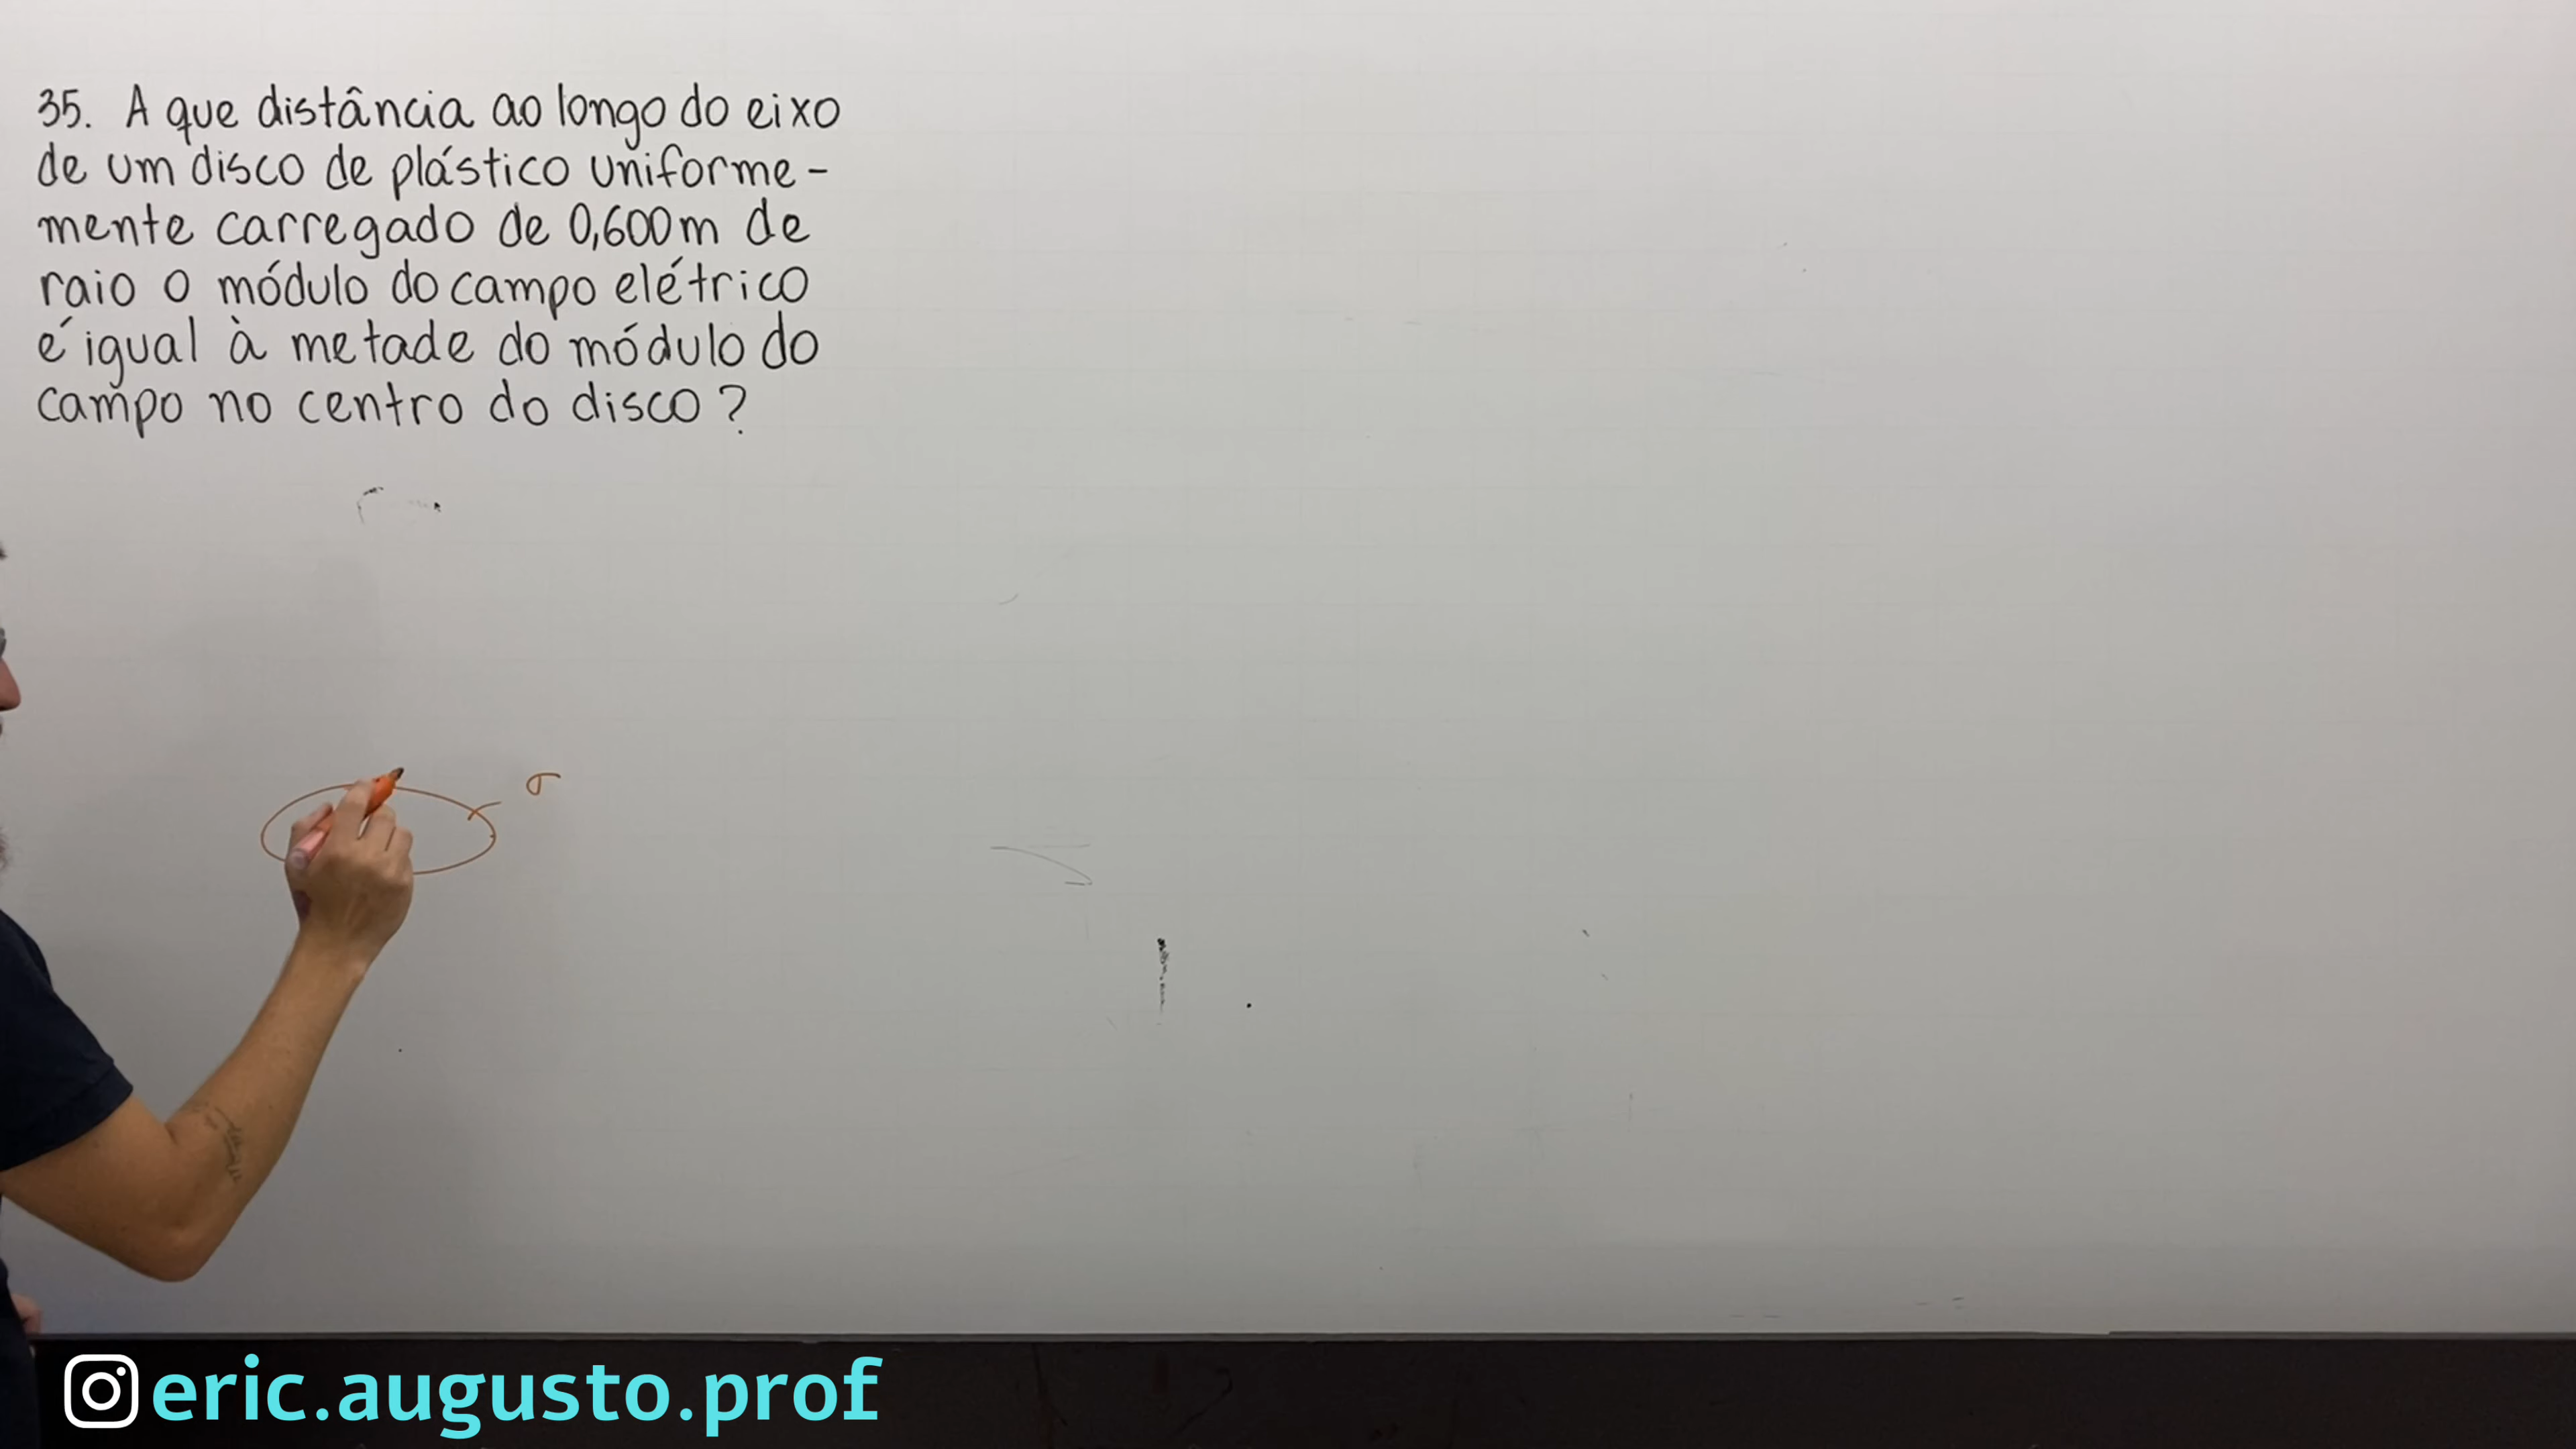 35. A que distância ao longo do eixo
de um disco de plástico uniforme-
mente carregado de 0,600m de
raio o módulo do campo elétrico
é igual à metade do módulo do
campo no centro do disco?
σ
eric.augusto.prof